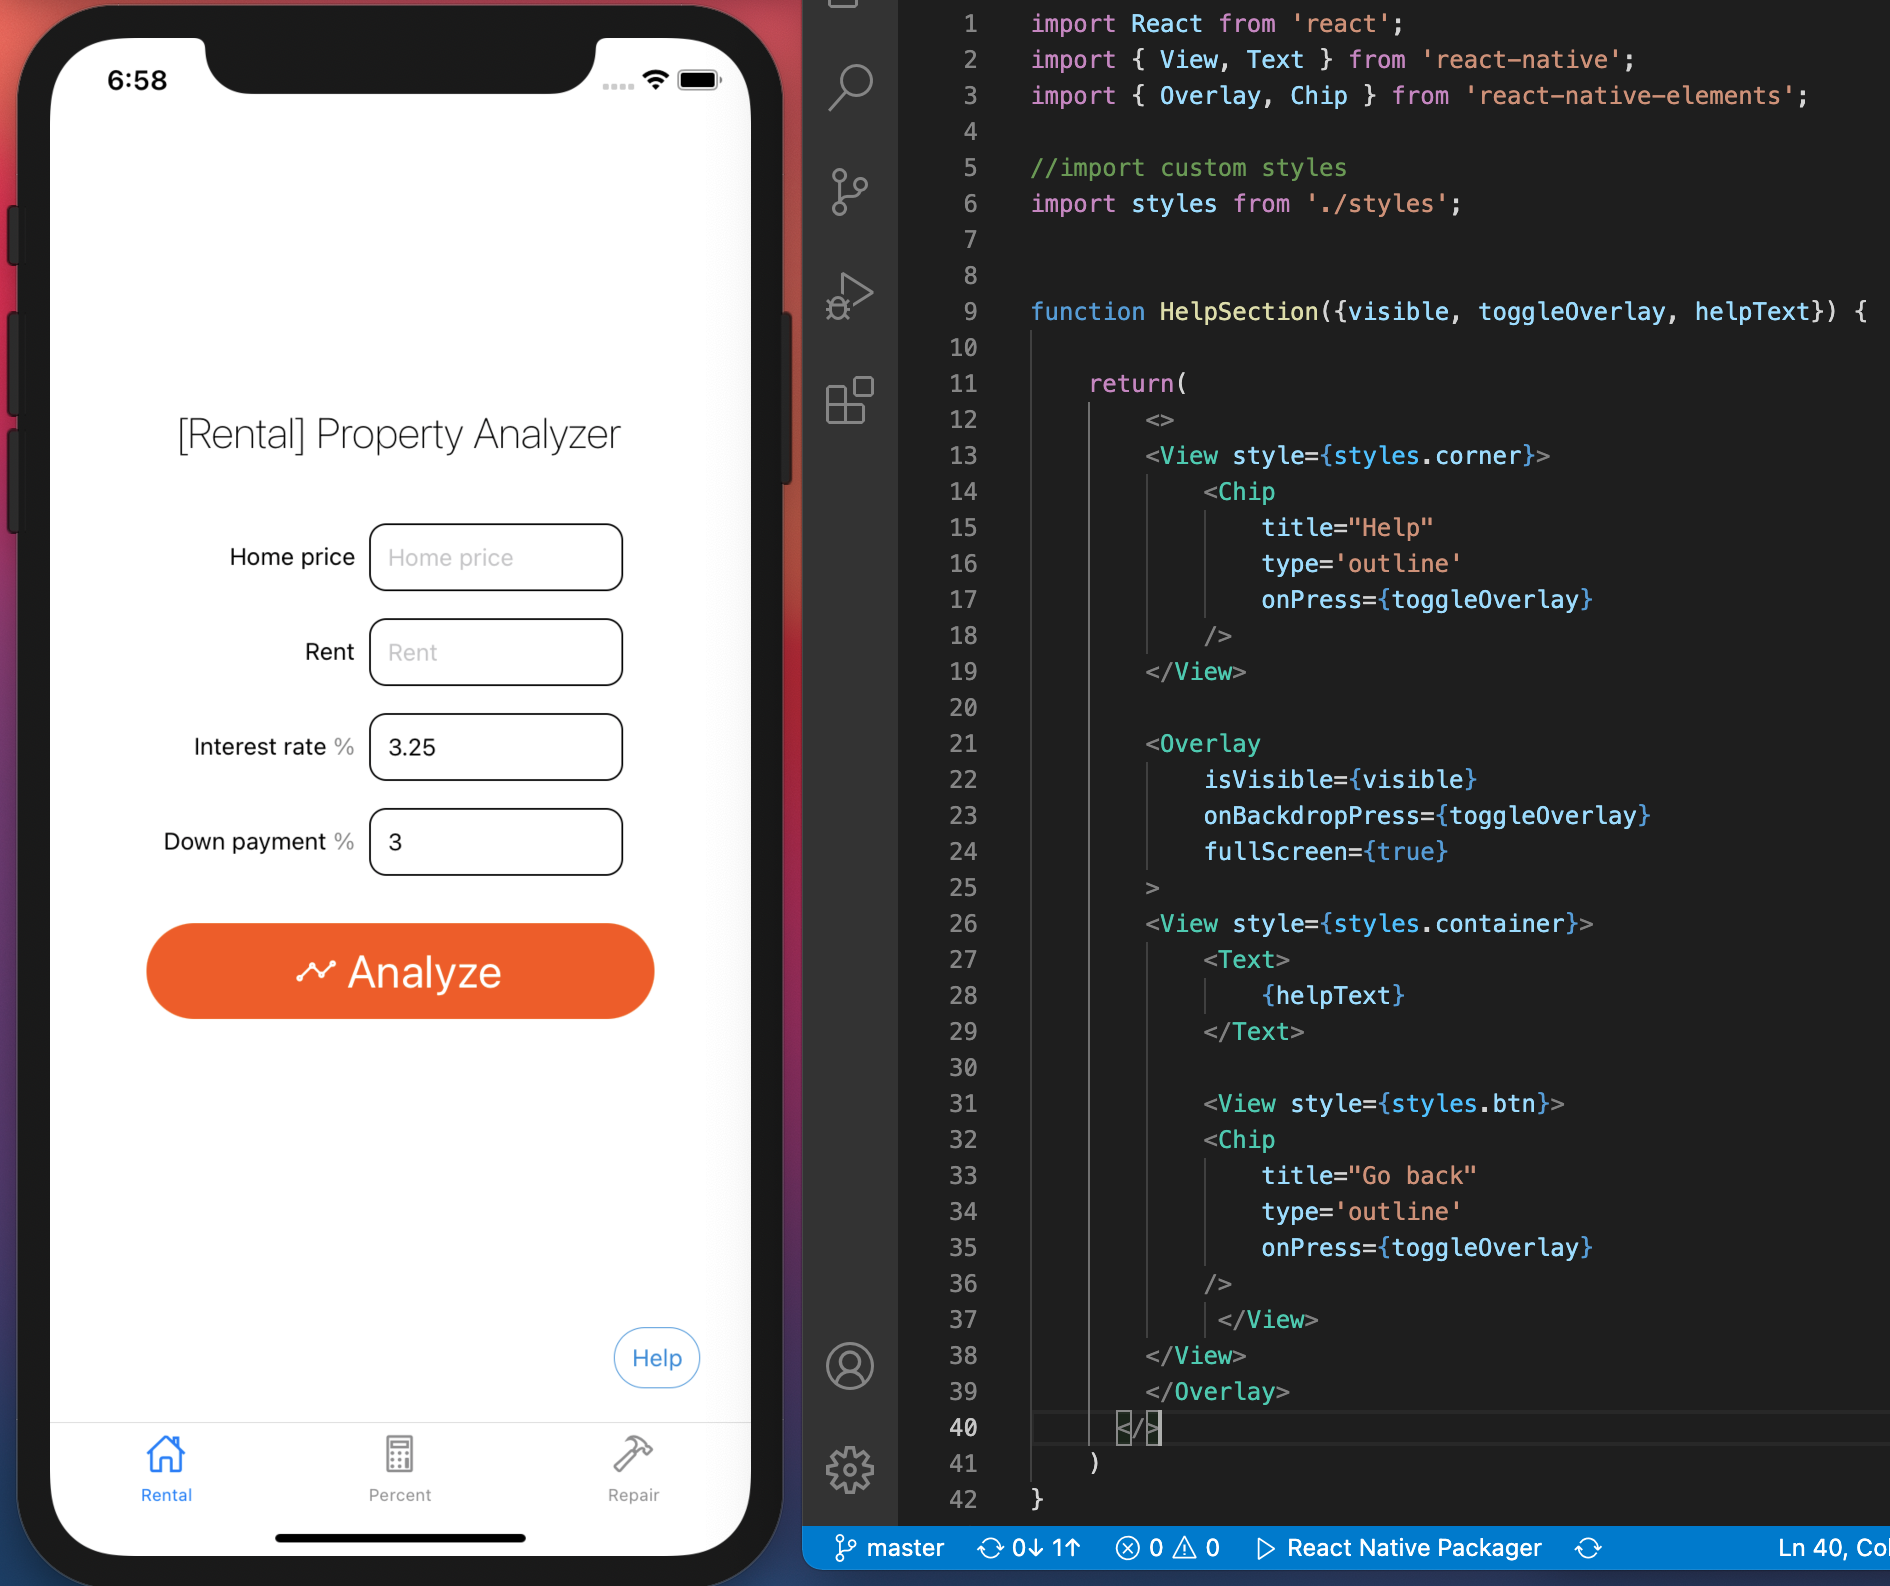 6:58
[Rental] Property Analyzer
Home price Home price
Rent Rent
Interest rate % 3.25
Down payment % 3
Analyze
Help
Rental Percent Repair
1 import React from 'react';
2 import { View, Text } from 'react-native';
3 import { Overlay, Chip } from 'react-native-elements';
4
5 //import custom styles
6 import styles from './styles';
7
8
9 function HelpSection({visible, toggleOverlay, helpText}) {
10
11 return(
12 <>
13 <View style={styles.corner}>
14 <Chip
15 title="Help"
16 type='outline'
17 onPress={toggleOverlay}
18 />
19 </View>
20
21 <Overlay
22 isVisible={visible}
23 onBackdropPress={toggleOverlay}
24 fullScreen={true}
25 >
26 <View style={styles.container}>
27 <Text>
28 {helpText}
29 </Text>
30
31 <View style={styles.btn}>
32 <Chip
33 title="Go back"
34 type='outline'
35 onPress={toggleOverlay}
36 />
37 </View>
38 </View>
39 </Overlay>
40 </>
41 )
42 }
master 0↓ 1↑ 0 0 React Native Packager Ln 40, Col